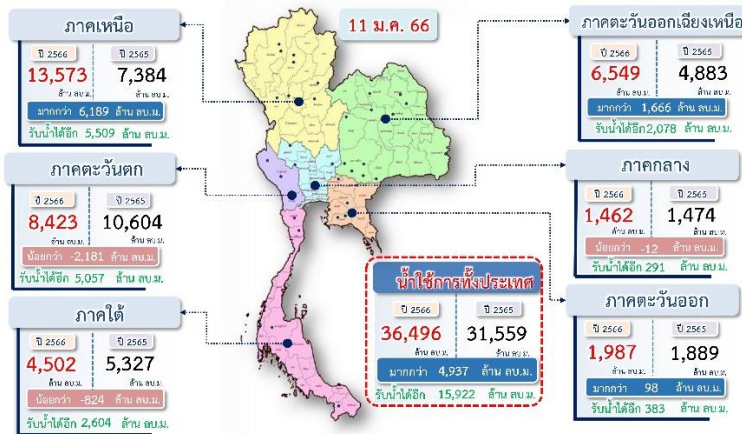 ภาคเหนือ
ปี 2566 ปี 2565
13,573 7,384
ล้าน ลบ.ม. ล้าน ลบ.ม.
มากกว่า 6,189 ล้าน ลบ.ม.
รับน้ำได้อีก 5,509 ล้าน ลบ.ม.
11 ม.ค. 66
ภาคตะวันออกเฉียงเหนือ
ปี 2566 ปี 2565
6,549 4,883
ล้าน ลบ.ม. ล้าน ลบ.ม.
มากกว่า 1,666 ล้าน ลบ.ม.
รับน้ำได้อีก2,078 ล้าน ลบ.ม.
ภาคตะวันตก
ปี 2566 ปี 2565
8,423 10,604
ล้าน ลบ.ม. ล้าน ลบ.ม.
น้อยกว่า -2,181 ล้าน ลบ.ม.
รับน้ำได้อีก 5,057 ล้าน ลบ.ม.
ภาคกลาง
ปี 2566 ปี 2565
1,462 1,474
ล้าน ลบ.ม. ล้าน ลบ.ม.
น้อยกว่า -12 ล้าน ลบ.ม.
รับน้ำได้อีก 291 ล้าน ลบ.ม.
ภาคใต้
ปี 2566 ปี 2565
4,502 5,327
ล้าน ลบ.ม. ล้าน ลบ.ม.
น้อยกว่า -824 ล้าน ลบ.ม.
รับน้ำได้อีก 2,604 ล้าน ลบ.ม.
น้ำใช้การทั้งประเทศ
ปี 2566 ปี 2565
36,496 31,559
ล้าน ลบ.ม. ล้าน ลบ.ม.
มากกว่า 4,937 ล้าน ลบ.ม.
รับน้ำได้อีก 15,922 ล้าน ลบ.ม.
ภาคตะวันออก
ปี 2566 ปี 2565
1,987 1,889
ล้าน ลบ.ม. ล้าน ลบ.ม.
มากกว่า 98 ล้าน ลบ.ม.
รับน้ำได้อีก 383 ล้าน ลบ.ม.